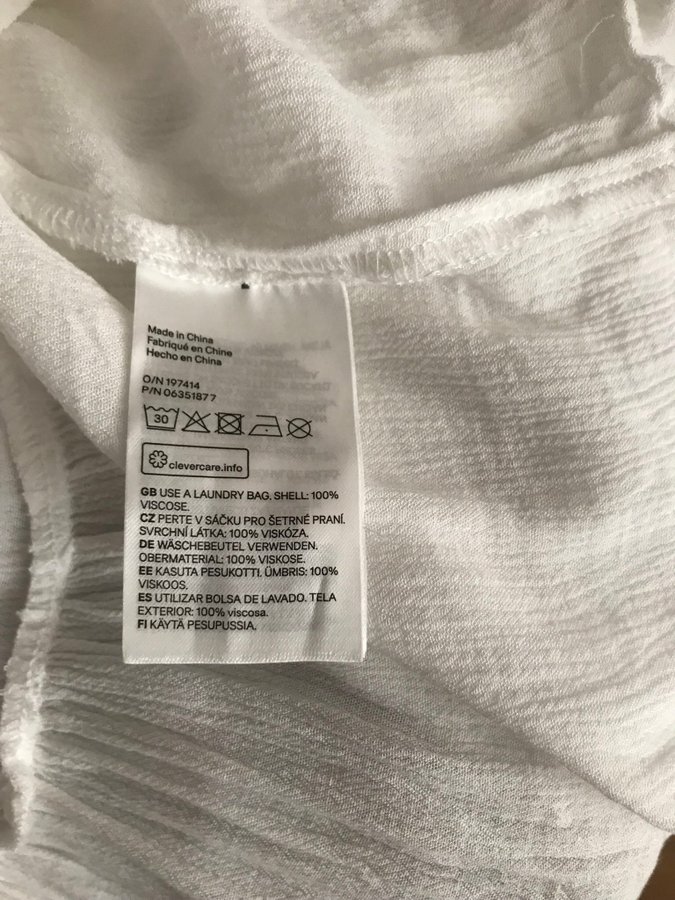 Made in China
Fabriqué en Chine
Hecho en China
O/N 197414
P/N 06351877
30
clevercare.info
GB USE A LAUNDRY BAG. SHELL: 100%
VISCOSE.
CZ PERTE V SÁČKU PRO ŠETRNÉ PRANÍ.
SVRCHNÍ LÁTKA: 100% VISKÓZA.
DE WÄSCHEBEUTEL VERWENDEN.
OBERMATERIAL: 100% VISKOSE.
EE KASUTA PESUKOTTI. ÜMBRIS: 100%
VISKOOS.
ES UTILIZAR BOLSA DE LAVADO. TELA
EXTERIOR: 100% viscosa.
FI KÄYTÄ PESUPUSSIA.